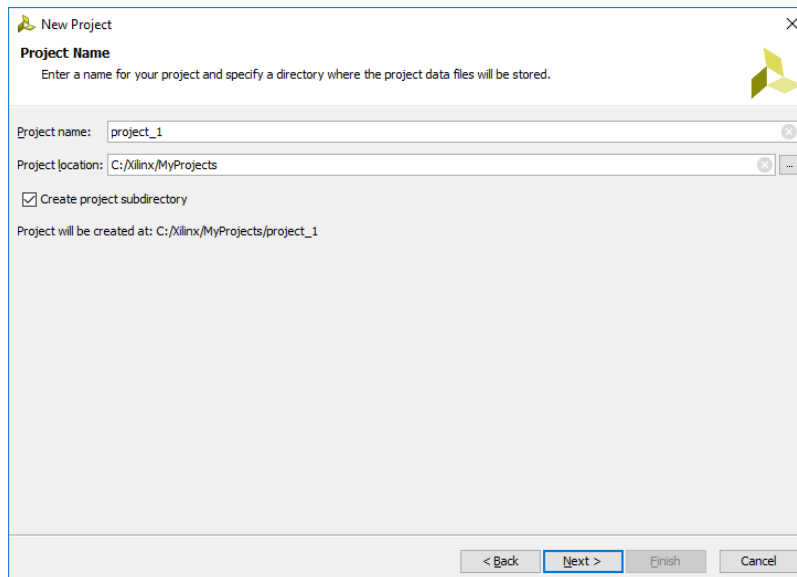 New Project
Project Name
Enter a name for your project and specify a directory where the project data files will be stored.
Project name: project_1
Project location: C:/Xilinx/MyProjects ...
Create project subdirectory
Project will be created at: C:/Xilinx/MyProjects/project_1
< Back Next > Finish Cancel